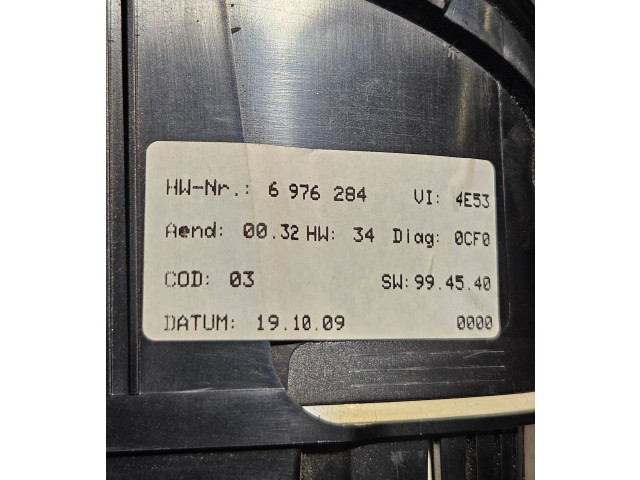 HW-Nr.: 6 976 284 VI: 4E53
Aend: 00.32 HW: 34 Diag: 0CF0
COD: 03 SW: 99.45.40
DATUM: 19.10.09 0000